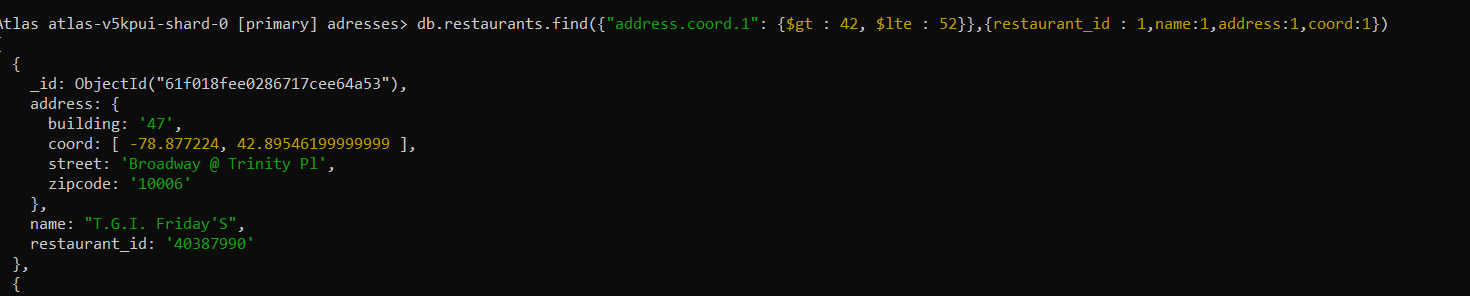 Atlas atlas-v5kpui-shard-0 [primary] adresses> db.restaurants.find({"address.coord.1": {$gt : 42, $lte : 52}},{restaurant_id : 1,name:1,address:1,coord:1})
[
  {
    _id: ObjectId("61f018fee0286717cee64a53"),
    address: {
      building: '47',
      coord: [ -78.877224, 42.89546199999999 ],
      street: 'Broadway @ Trinity Pl',
      zipcode: '10006'
    },
    name: "T.G.I. Friday'S",
    restaurant_id: '40387990'
  },
  {